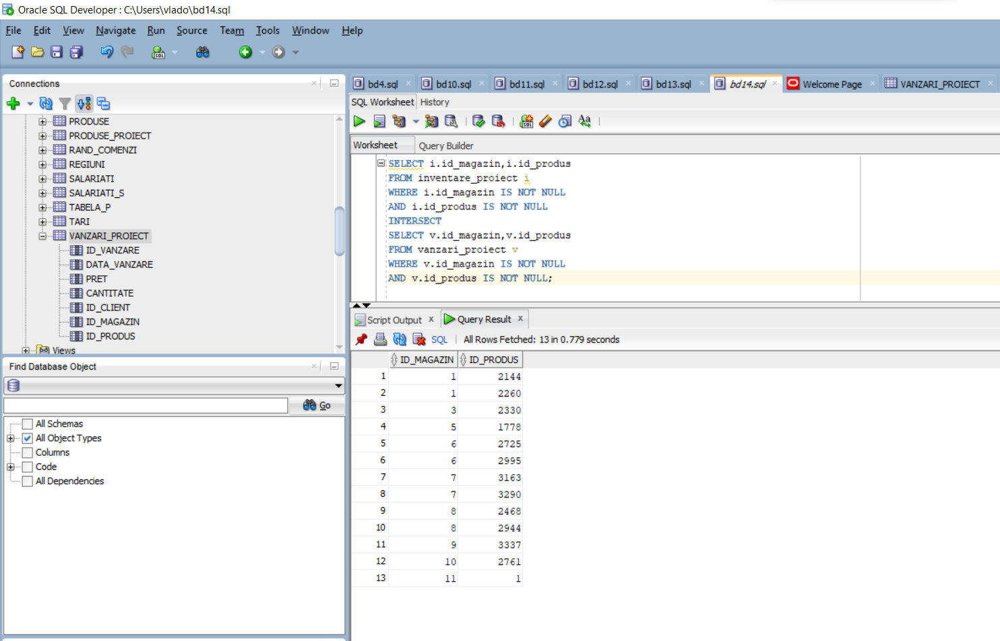 Oracle SQL Developer : C:\Users\vlado\bd14.sql
File Edit View Navigate Run Source Team Tools Window Help
Connections
PRODUSE
PRODUSE_PROIECT
RAND_COMENZI
REGIUNI
SALARIATI
SALARIATI_S
TABELA_P
TARI
VANZARI_PROIECT
ID_VANZARE
DATA_VANZARE
PRET
CANTITATE
ID_CLIENT
ID_MAGAZIN
ID_PRODUS
Views
Find Database Object
Go
All Schemas
All Object Types
Columns
Code
All Dependencies
bd4.sql bd10.sql bd11.sql bd12.sql bd13.sql bd14.sql Welcome Page VANZARI_PROIECT
SQL Worksheet History
Worksheet Query Builder
SELECT i.id_magazin,i.id_produs
FROM inventare_proiect i
WHERE i.id_magazin IS NOT NULL
AND i.id_produs IS NOT NULL
INTERSECT
SELECT v.id_magazin,v.id_produs
FROM vanzari_proiect v
WHERE v.id_magazin IS NOT NULL
AND v.id_produs IS NOT NULL;
Script Output Query Result
SQL All Rows Fetched: 13 in 0.779 seconds
ID_MAGAZIN ID_PRODUS
1 1 2144
2 1 2260
3 3 2330
4 5 1778
5 6 2725
6 6 2995
7 7 3163
8 7 3290
9 8 2468
10 8 2944
11 9 3337
12 10 2761
13 11 1